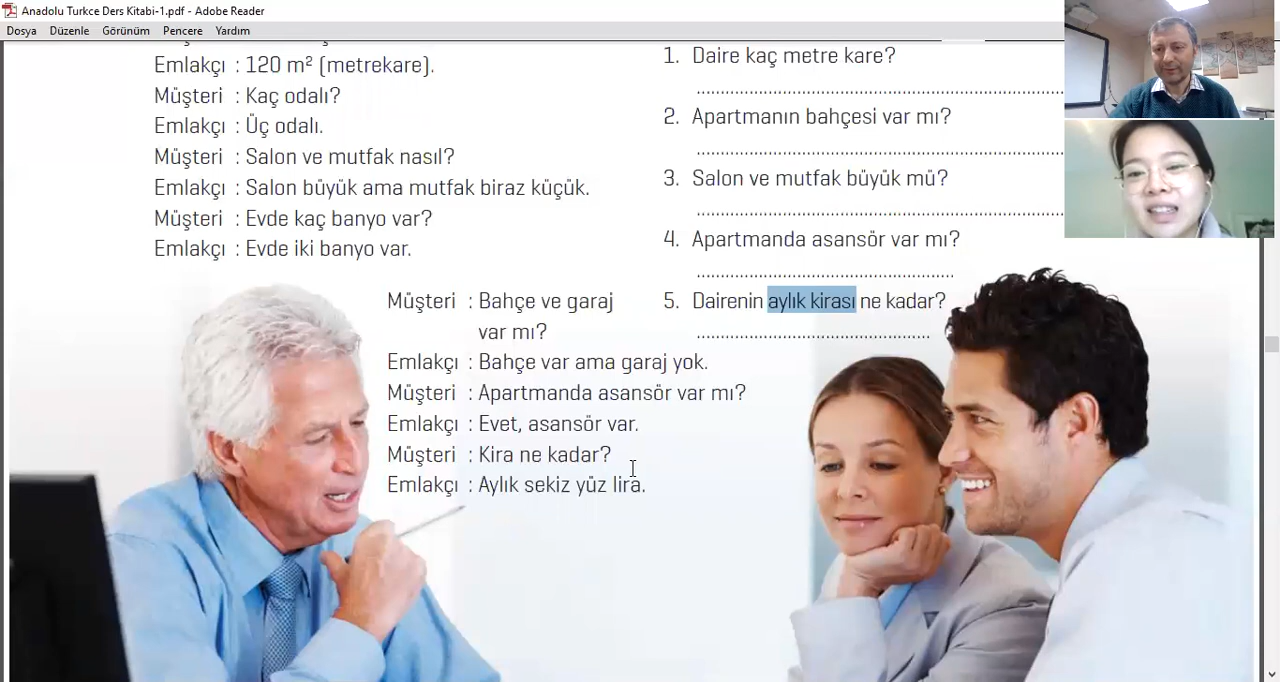 Anadolu Turkce Ders Kitabi-1.pdf - Adobe Reader
Dosya Düzenle Görünüm Pencere Yardım
Emlakçı : 120 m² (metrekare).
Müşteri : Kaç odalı?
Emlakçı : Üç odalı.
Müşteri : Salon ve mutfak nasıl?
Emlakçı : Salon büyük ama mutfak biraz küçük.
Müşteri : Evde kaç banyo var?
Emlakçı : Evde iki banyo var.
Müşteri : Bahçe ve garaj
var mı?
Emlakçı : Bahçe var ama garaj yok.
Müşteri : Apartmanda asansör var mı?
Emlakçı : Evet, asansör var.
Müşteri : Kira ne kadar?
Emlakçı : Aylık sekiz yüz lira.
1. Daire kaç metre kare?
2. Apartmanın bahçesi var mı?
3. Salon ve mutfak büyük mü?
4. Apartmanda asansör var mı?
5. Dairenin aylık kirası ne kadar?